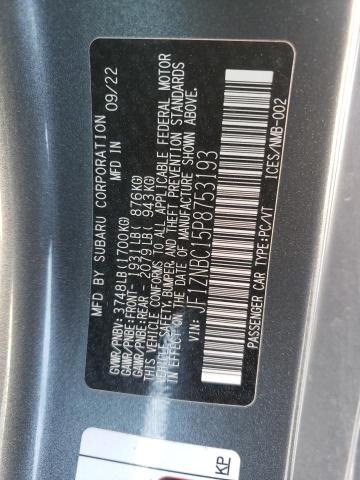 MFD BY SUBARU CORPORATION
MFD.IN 09/22
GVWR/PNBV: 3748LB(1700KG)
GAWR/PNBE:FRONT- 1931LB( 876KG)
GAWR/PNBE:REAR - 2079LB( 943KG)
THIS VEHICLE CONFORMS TO ALL APPLICABLE FEDERAL MOTOR
VEHICLE SAFETY, BUMPER, AND THEFT PREVENTION STANDARDS
IN EFFECT ON THE DATE OF MANUFACTURE SHOWN ABOVE.
VIN: JF1ZNBC15P8753193
PASSENGER CAR TYPE:PC/VT ICES/NMB-002
KP